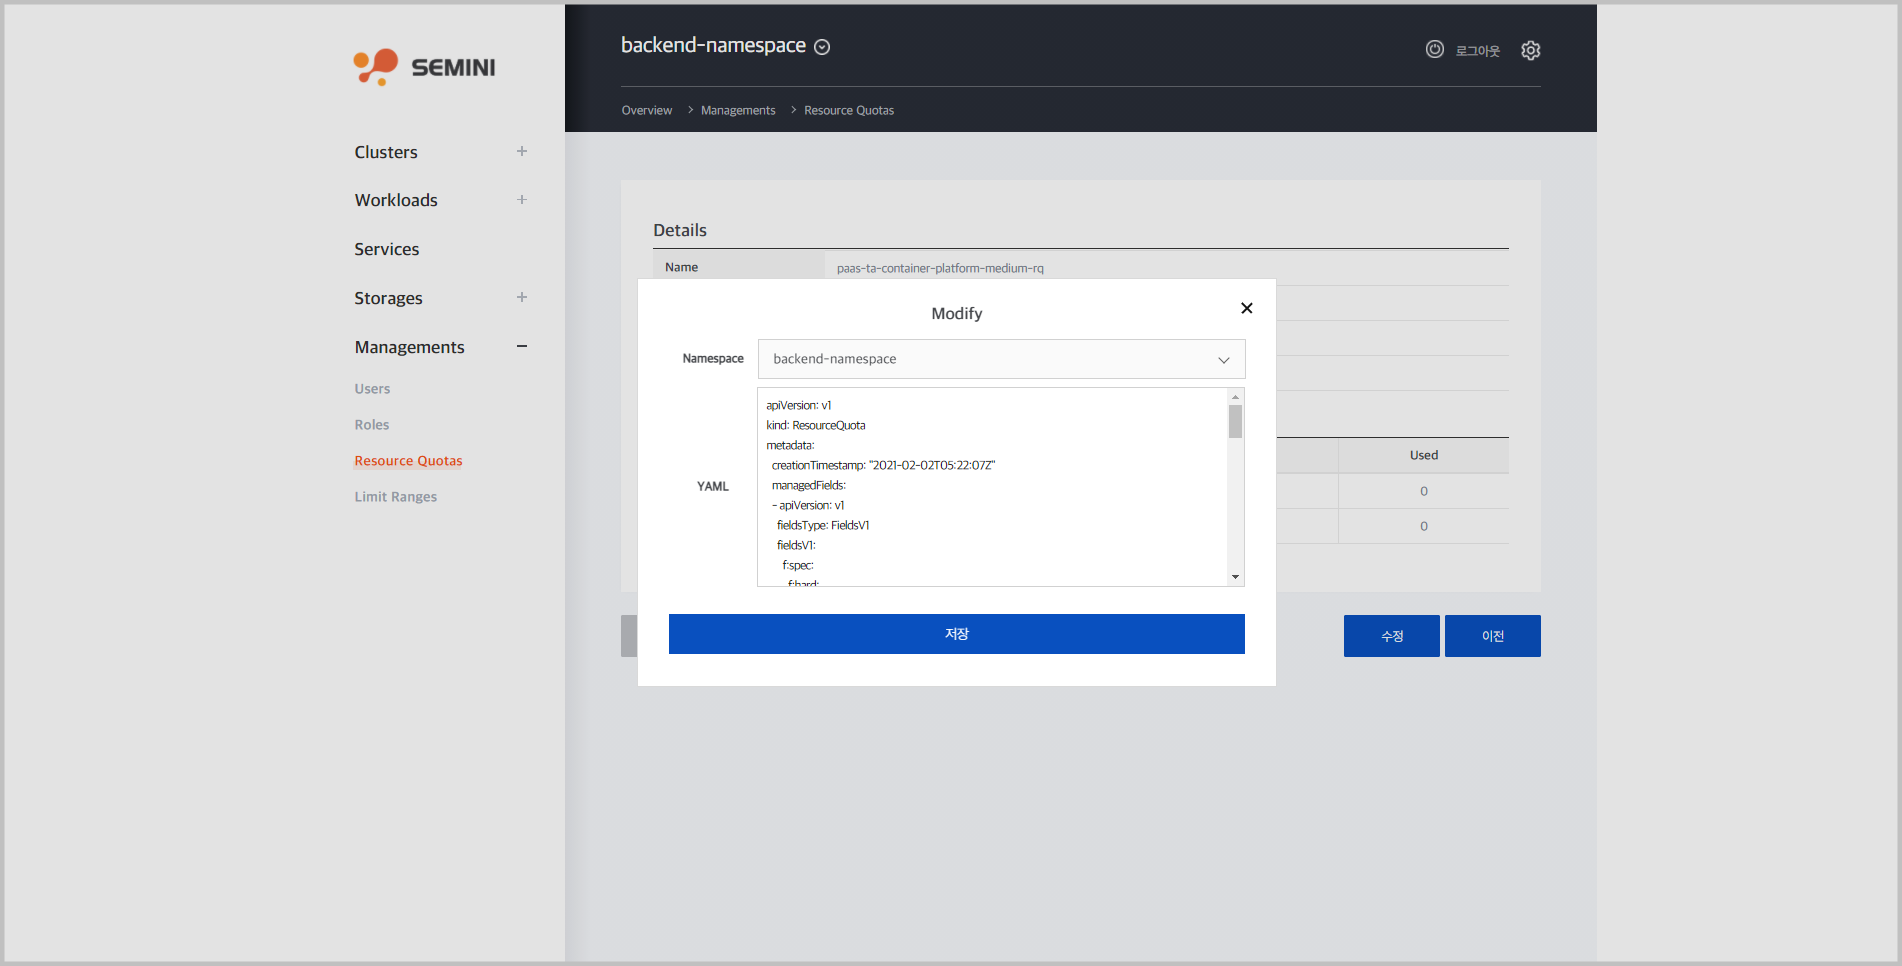 SEMINI
Clusters
Workloads
Services
Storages
Managements
Users
Roles
Resource Quotas
Limit Ranges
backend-namespace
로그아웃
Overview > Managements > Resource Quotas
Details
Name paas-ta-container-platform-medium-rq
Modify
Namespace backend-namespace
YAML
apiVersion: v1
kind: ResourceQuota
metadata:
creationTimestamp: "2021-02-02T05:22:07Z"
managedFields:
- apiVersion: v1
fieldsType: FieldsV1
fieldsV1:
f:spec:
f:hard:
저장
Used
0
0
수정
이전